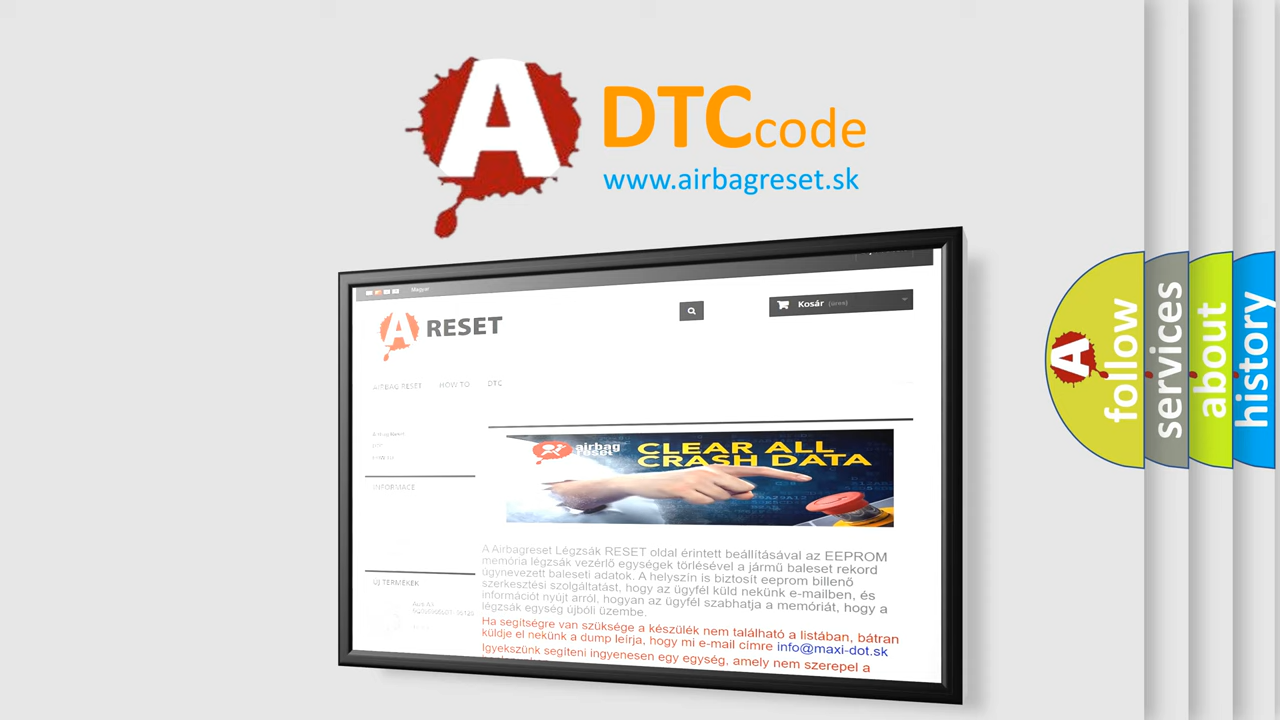 A DTCcode
www.airbagreset.sk
Magyar
A RESET
Kosár (üres)
AIRBAG RESET HOW TO DTC
INFORMACE
ÚJ TERMÉKEK
airbag
reset
CLEAR ALL
CRASH DATA
A Airbagreset Légzsák RESET oldal érintett beállításával az EEPROM
memória légzsák vezérlő egységek törlésével a jármű baleset rekord
úgynevezett baleseti adatok. A helyszín is biztosít eeprom billenő
szerkesztési szolgáltatást, hogy az ügyfél küld nekünk e-mailben, és
információt nyújt arról, hogyan az ügyfél szabhatja a memóriát, hogy a
légzsák egység újbóli üzembe.
Ha segítségre van szüksége a készülék nem található a listában, bátran
küldje el nekünk a dump leírja, hogy mi e-mail címre info@maxi-dot.sk
Igyekszünk segíteni ingyenesen egy egység, amely nem szerepel a
A
follow
services
about
history